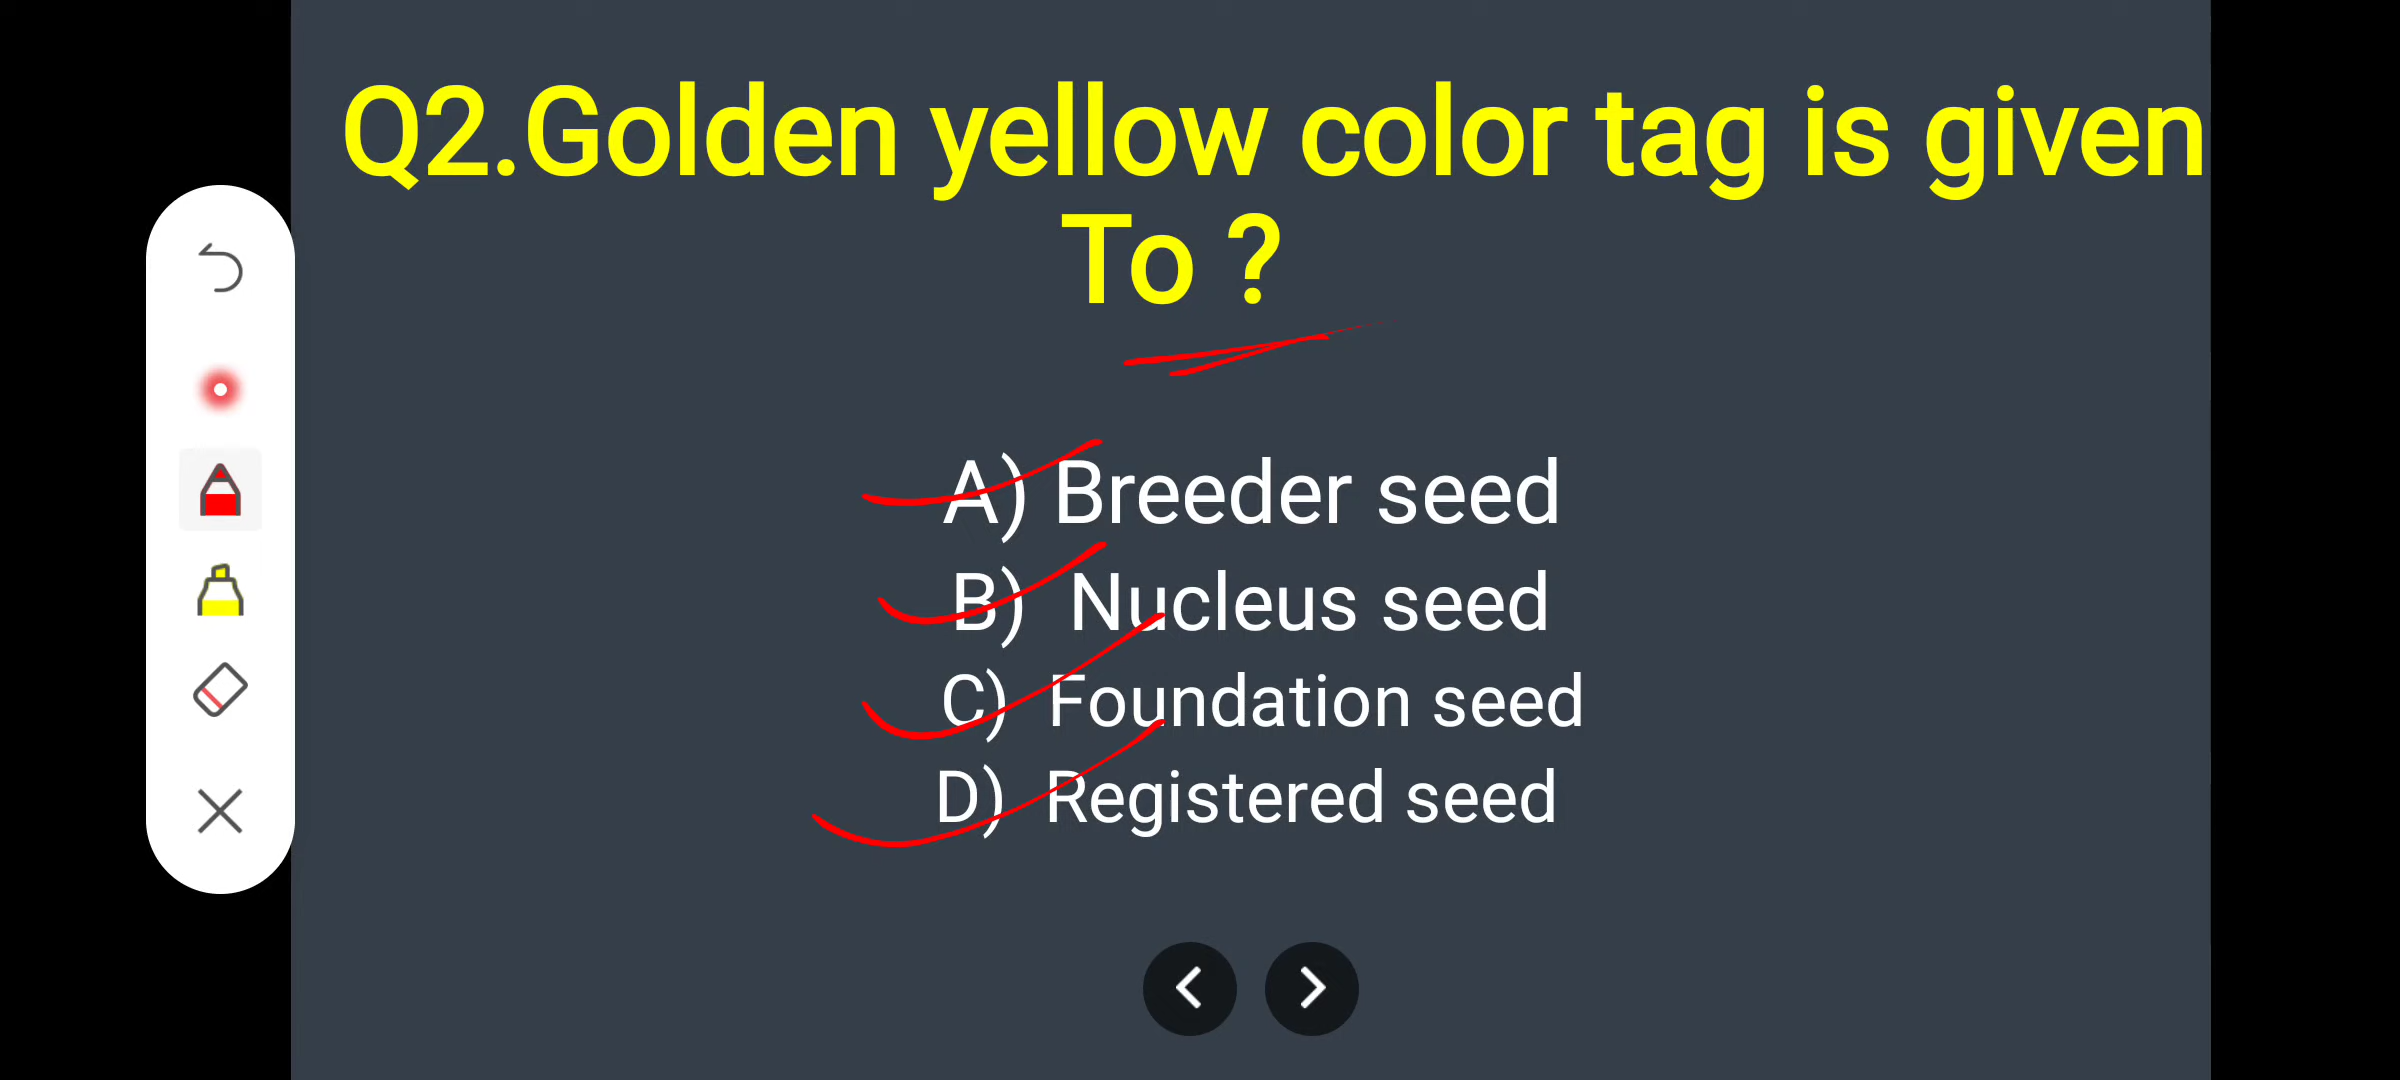 Q2.Golden yellow color tag is given
To ?
A) Breeder seed
B) Nucleus seed
C) Foundation seed
D) Registered seed